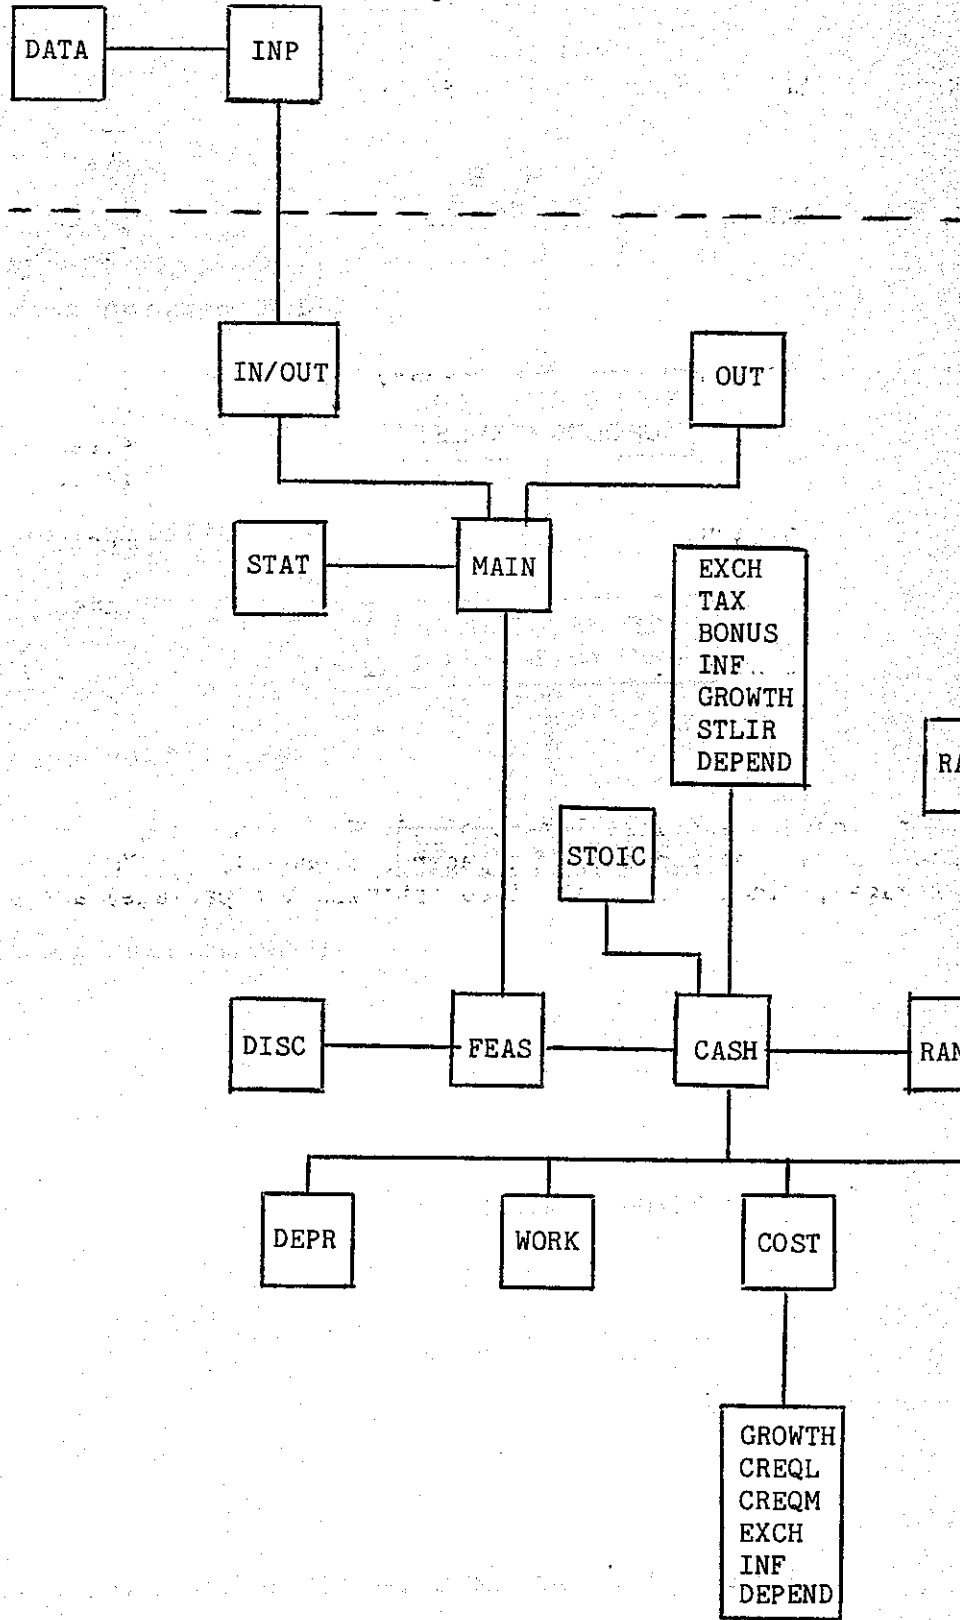 DATA
INP
IN/OUT
OUT
STAT
MAIN
EXCH
TAX
BONUS
INF
GROWTH
STLIR
DEPEND
STOIC
DISC
FEAS
CASH
DEPR
WORK
COST
GROWTH
CREQL
CREQM
EXCH
INF
DEPEND